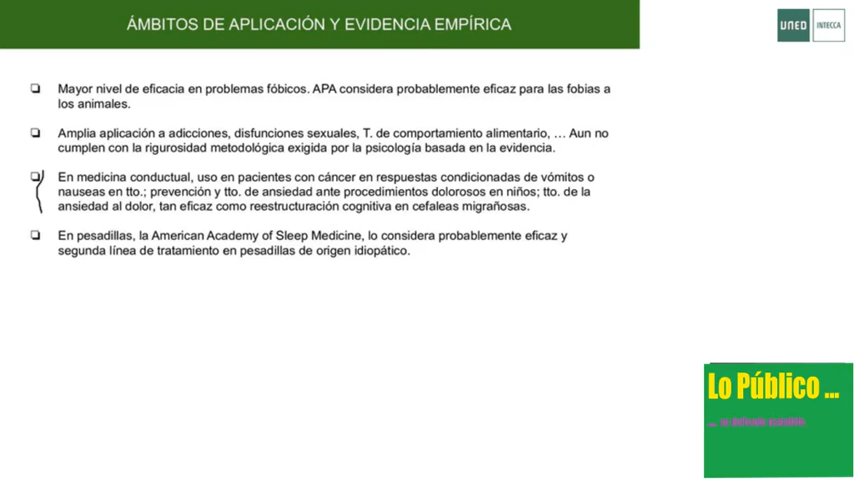 ÁMBITOS DE APLICACIÓN Y EVIDENCIA EMPÍRICA
UNED
INTECCA
Mayor nivel de eficacia en problemas fóbicos. APA considera probablemente eficaz para las fobias a
los animales.
Amplia aplicación a adicciones, disfunciones sexuales, T. de comportamiento alimentario, … Aun no
cumplen con la rigurosidad metodológica exigida por la psicología basada en la evidencia.
En medicina conductual, uso en pacientes con cáncer en respuestas condicionadas de vómitos o
nauseas en tto.; prevención y tto. de ansiedad ante procedimientos dolorosos en niños; tto. de la
ansiedad al dolor, tan eficaz como reestructuración cognitiva en cefaleas migrañosas.
En pesadillas, la American Academy of Sleep Medicine, lo considera probablemente eficaz y
segunda línea de tratamiento en pesadillas de origen idiopático.
Lo Público ...